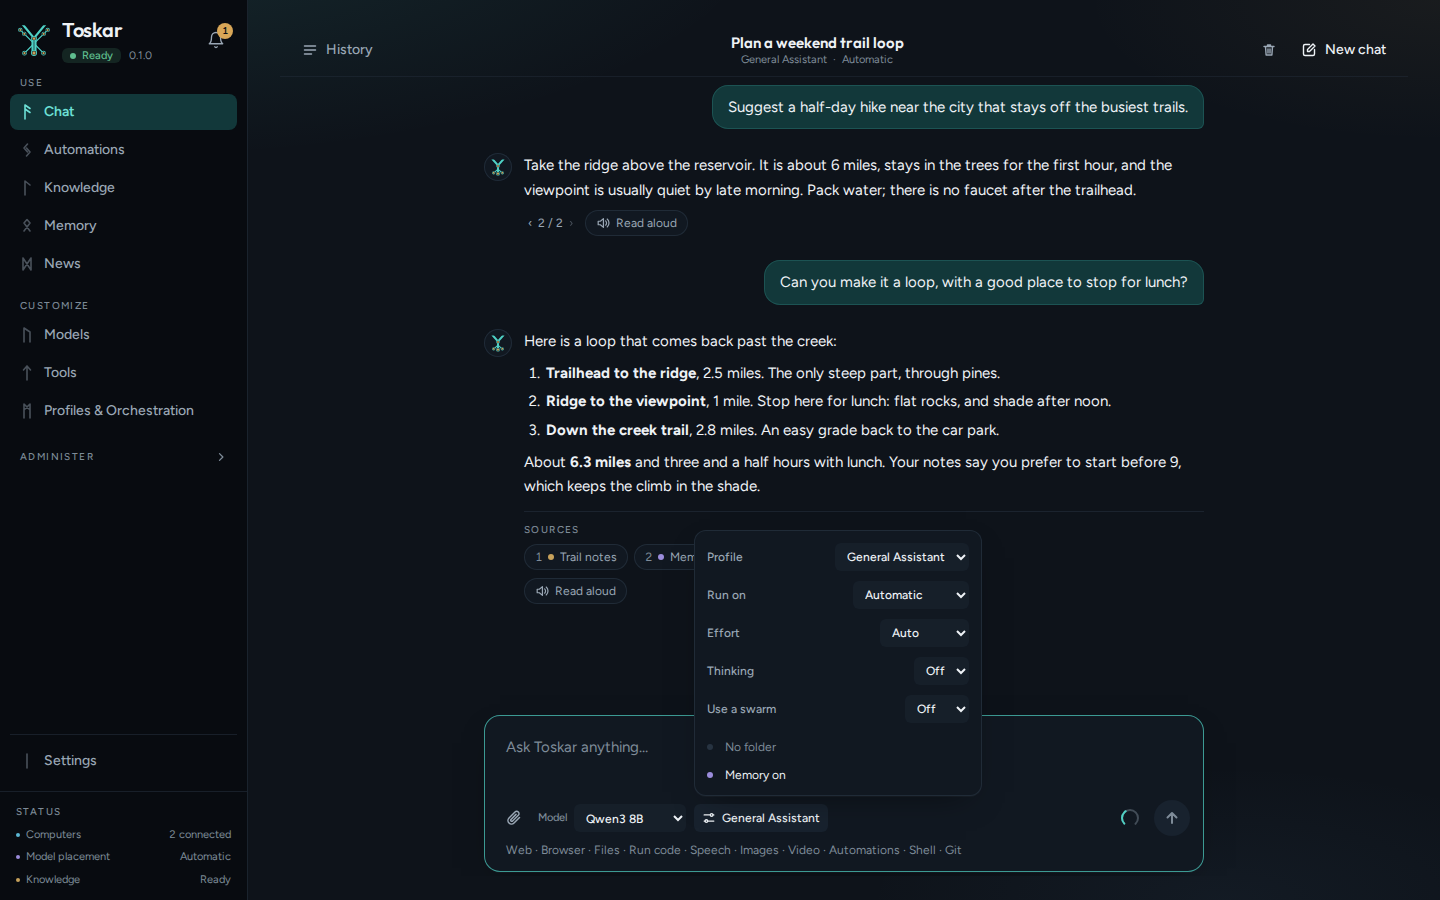 Toskar
Ready 0.1.0
1
USE
Chat
Automations
Knowledge
Memory
News
CUSTOMIZE
Models
Tools
Profiles & Orchestration
ADMINISTER
Settings
STATUS
Computers 2 connected
Model placement Automatic
Knowledge Ready
History
Plan a weekend trail loop
General Assistant · Automatic
New chat
Suggest a half-day hike near the city that stays off the busiest trails.
Take the ridge above the reservoir. It is about 6 miles, stays in the trees for the first hour, and the
viewpoint is usually quiet by late morning. Pack water; there is no faucet after the trailhead.
‹ 2 / 2 › Read aloud
Can you make it a loop, with a good place to stop for lunch?
Here is a loop that comes back past the creek:
1. Trailhead to the ridge, 2.5 miles. The only steep part, through pines.
2. Ridge to the viewpoint, 1 mile. Stop here for lunch: flat rocks, and shade after noon.
3. Down the creek trail, 2.8 miles. An easy grade back to the car park.
About 6.3 miles and three and a half hours with lunch. Your notes say you prefer to start before 9,
which keeps the climb in the shade.
SOURCES
1 Trail notes 2 Mem
Read aloud
Profile General Assistant
Run on Automatic
Effort Auto
Thinking Off
Use a swarm Off
No folder
Memory on
Ask Toskar anything...
Model Qwen3 8B General Assistant
Web · Browser · Files · Run code · Speech · Images · Video · Automations · Shell · Git